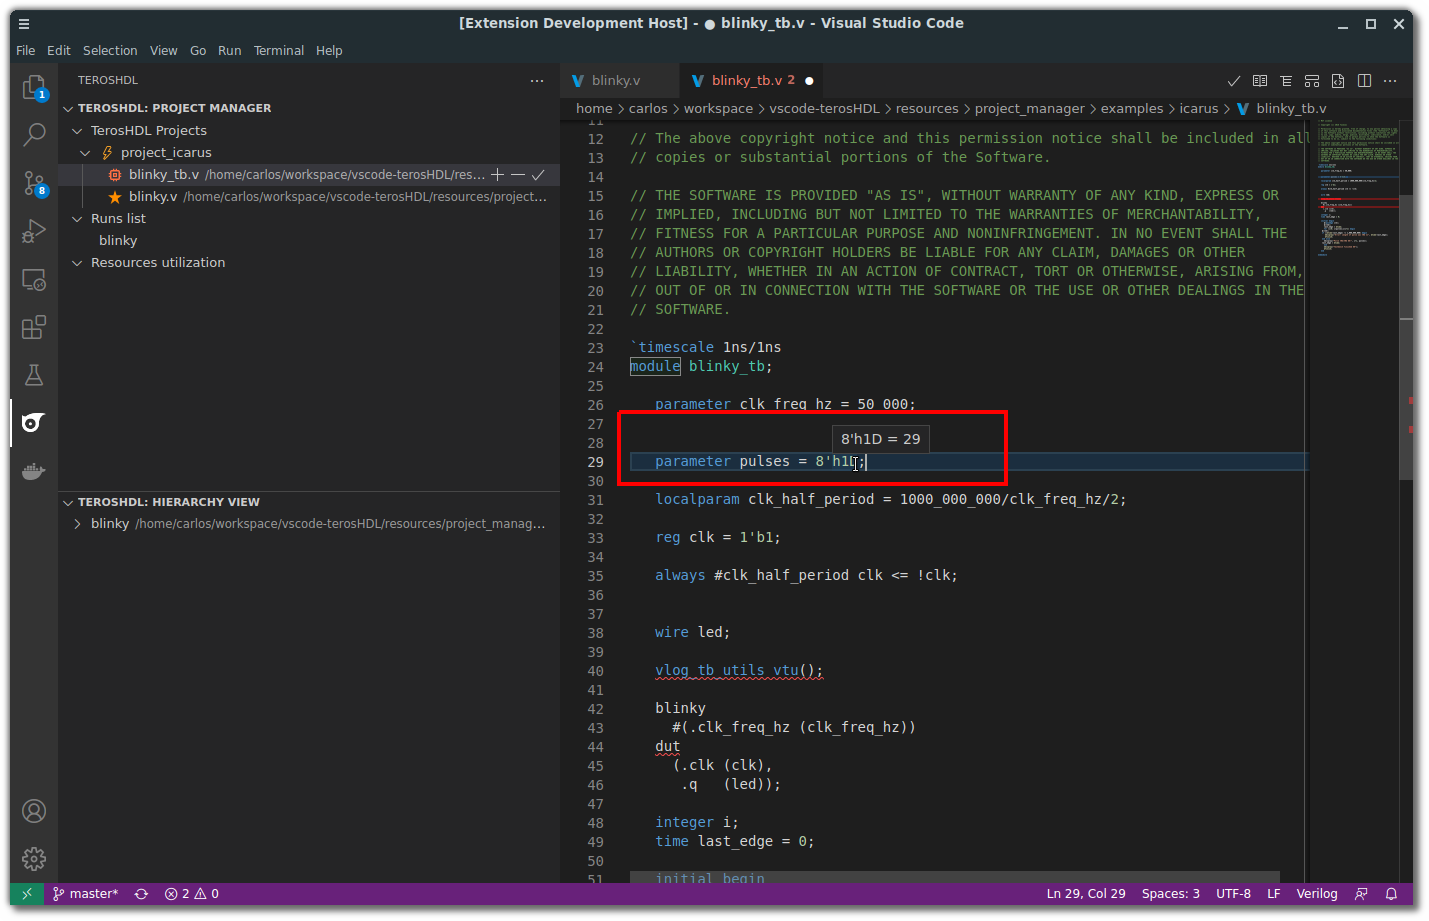 [Extension Development Host] - ● blinky_tb.v - Visual Studio Code
File Edit Selection View Go Run Terminal Help
TEROSHDL
TEROSHDL: PROJECT MANAGER
TerosHDL Projects
project_icarus
blinky_tb.v /home/carlos/workspace/vscode-terosHDL/res...
blinky.v /home/carlos/workspace/vscode-terosHDL/resources/project...
Runs list
blinky
Resources utilization
TEROSHDL: HIERARCHY VIEW
blinky /home/carlos/workspace/vscode-terosHDL/resources/project_manag...
1
8
blinky.v
blinky_tb.v 2 ●
home > carlos > workspace > vscode-terosHDL > resources > project_manager > examples > icarus > blinky_tb.v
11
12 // The above copyright notice and this permission notice shall be included in all
13 // copies or substantial portions of the Software.
14
15 // THE SOFTWARE IS PROVIDED "AS IS", WITHOUT WARRANTY OF ANY KIND, EXPRESS OR
16 // IMPLIED, INCLUDING BUT NOT LIMITED TO THE WARRANTIES OF MERCHANTABILITY,
17 // FITNESS FOR A PARTICULAR PURPOSE AND NONINFRINGEMENT. IN NO EVENT SHALL THE
18 // AUTHORS OR COPYRIGHT HOLDERS BE LIABLE FOR ANY CLAIM, DAMAGES OR OTHER
19 // LIABILITY, WHETHER IN AN ACTION OF CONTRACT, TORT OR OTHERWISE, ARISING FROM,
20 // OUT OF OR IN CONNECTION WITH THE SOFTWARE OR THE USE OR OTHER DEALINGS IN THE
21 // SOFTWARE.
22
23 `timescale 1ns/1ns
24 module blinky_tb;
25
26 parameter clk_freq_hz = 50_000;
27
28
8'h1D = 29
29 parameter pulses = 8'h1D;
30
31 localparam clk_half_period = 1000_000_000/clk_freq_hz/2;
32
33 reg clk = 1'b1;
34
35 always #clk_half_period clk <= !clk;
36
37
38 wire led;
39
40 vlog_tb_utils vtu();
41
42 blinky
43 #(.clk_freq_hz (clk_freq_hz))
44 dut
45 (.clk (clk),
46 .q (led));
47
48 integer i;
49 time last_edge = 0;
50
51 initial begin
master* 2 0 Ln 29, Col 29 Spaces: 3 UTF-8 LF Verilog